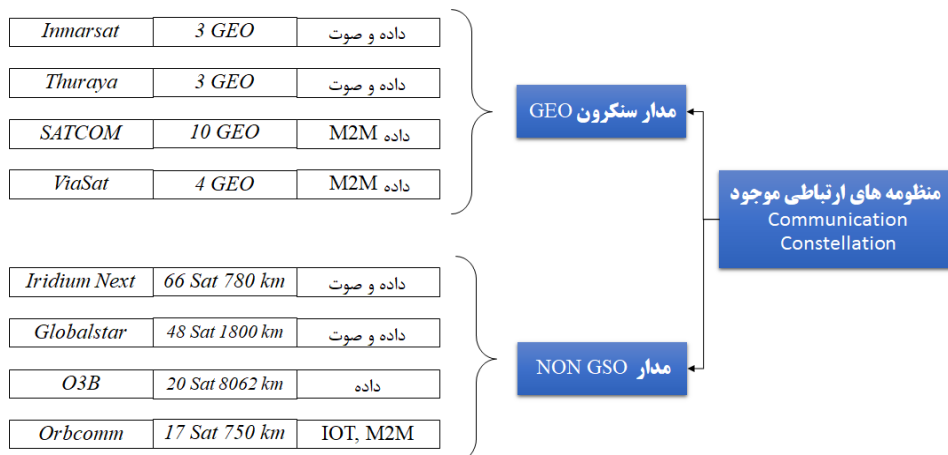 منظومه های ارتباطی موجود
Communication
Constellation
مدار سنکرون GEO
Inmarsat 3 GEO داده و صوت
Thuraya 3 GEO داده و صوت
SATCOM 10 GEO داده M2M
ViaSat 4 GEO داده M2M
مدار NON GSO
Iridium Next 66 Sat 780 km داده و صوت
Globalstar 48 Sat 1800 km داده و صوت
O3B 20 Sat 8062 km داده
Orbcomm 17 Sat 750 km IOT, M2M